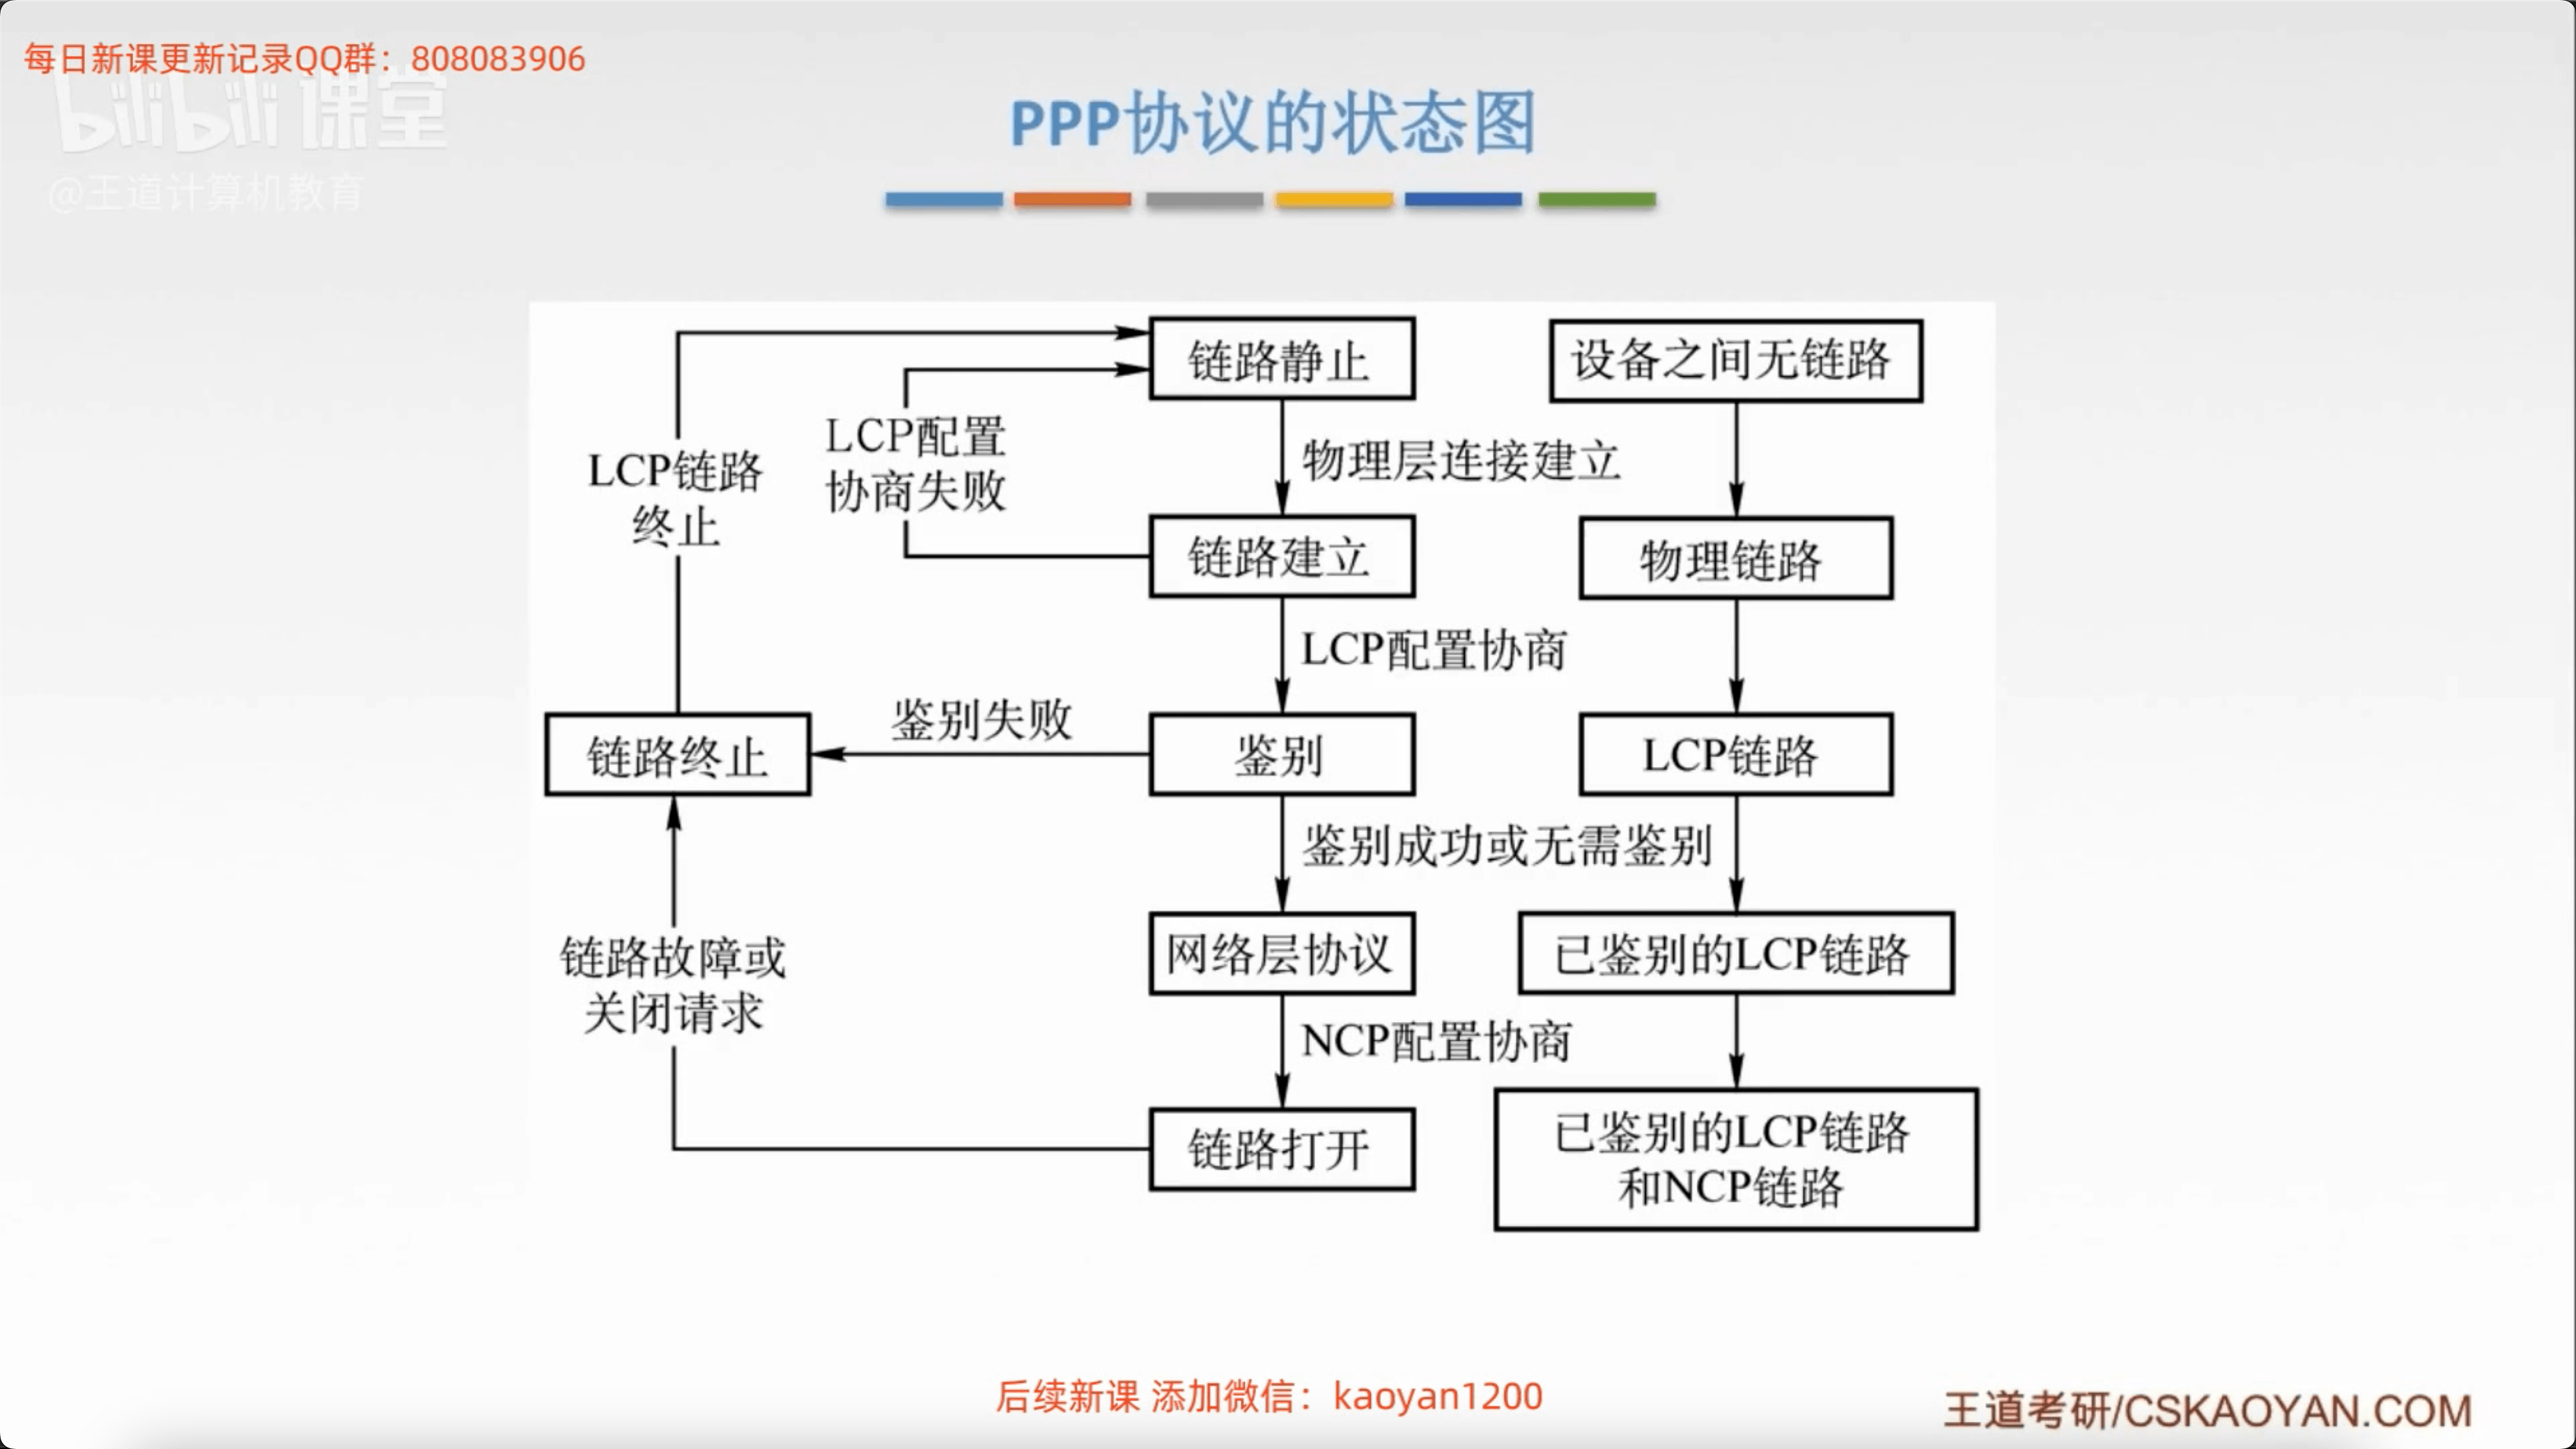 每日新课更新记录QQ群：808083906
bilibili课堂
@王道计算机教育
PPP协议的状态图
链路静止
设备之间无链路
LCP配置
协商失败
物理层连接建立
LCP链路
终止
链路建立
物理链路
LCP配置协商
鉴别失败
链路终止
鉴别
LCP链路
鉴别成功或无需鉴别
网络层协议
已鉴别的LCP链路
链路故障或
关闭请求
NCP配置协商
链路打开
已鉴别的LCP链路
和NCP链路
后续新课 添加微信：kaoyan1200
王道考研/CSKAOYAN.COM